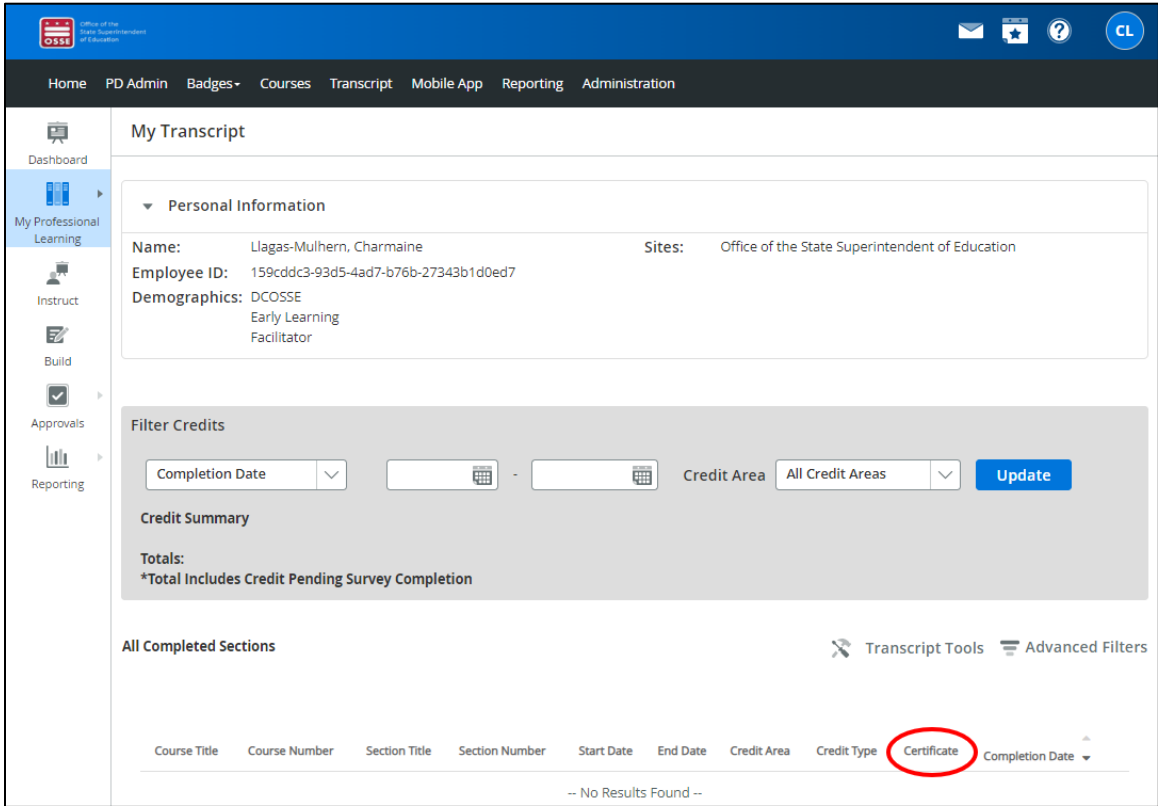 OSSE
Office of the
State Superintendent
of Education
?
CL
Home PD Admin Badges Courses Transcript Mobile App Reporting Administration
Dashboard
My Professional
Learning
Instruct
Build
Approvals
Reporting
My Transcript
Personal Information
Name: Llagas-Mulhern, Charmaine Sites: Office of the State Superintendent of Education
Employee ID: 159cddc3-93d5-4ad7-b76b-27343b1d0ed7
Demographics: DCOSSE
Early Learning
Facilitator
Filter Credits
Completion Date - Credit Area All Credit Areas Update
Credit Summary
Totals:
*Total Includes Credit Pending Survey Completion
All Completed Sections Transcript Tools Advanced Filters
Course Title Course Number Section Title Section Number Start Date End Date Credit Area Credit Type Certificate Completion Date
-- No Results Found --